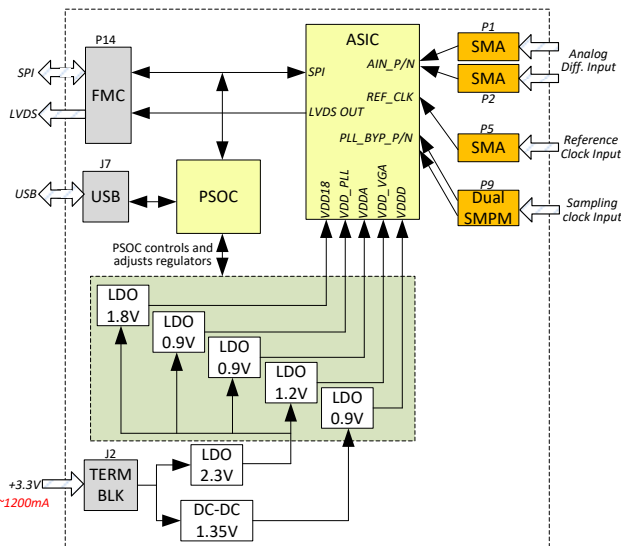 P14
ASIC
P1
SPI
FMC
SPI
AIN_P/N
SMA
Analog
Diff. Input
SMA
P2
LVDS
LVDS OUT
REF_CLK
P5
SMA
Reference
Clock Input
PLL_BYP_P/N
J7
USB
USB
PSOC
P9
Dual
SMPM
Sampling
clock Input
VDD18
VDD_PLL
VDDA
VDD_VGA
VDDD
PSOC controls and
adjusts regulators
LDO
1.8V
LDO
0.9V
LDO
0.9V
LDO
1.2V
LDO
0.9V
J2
TERM
BLK
+3.3V
~1200mA
LDO
2.3V
DC-DC
1.35V